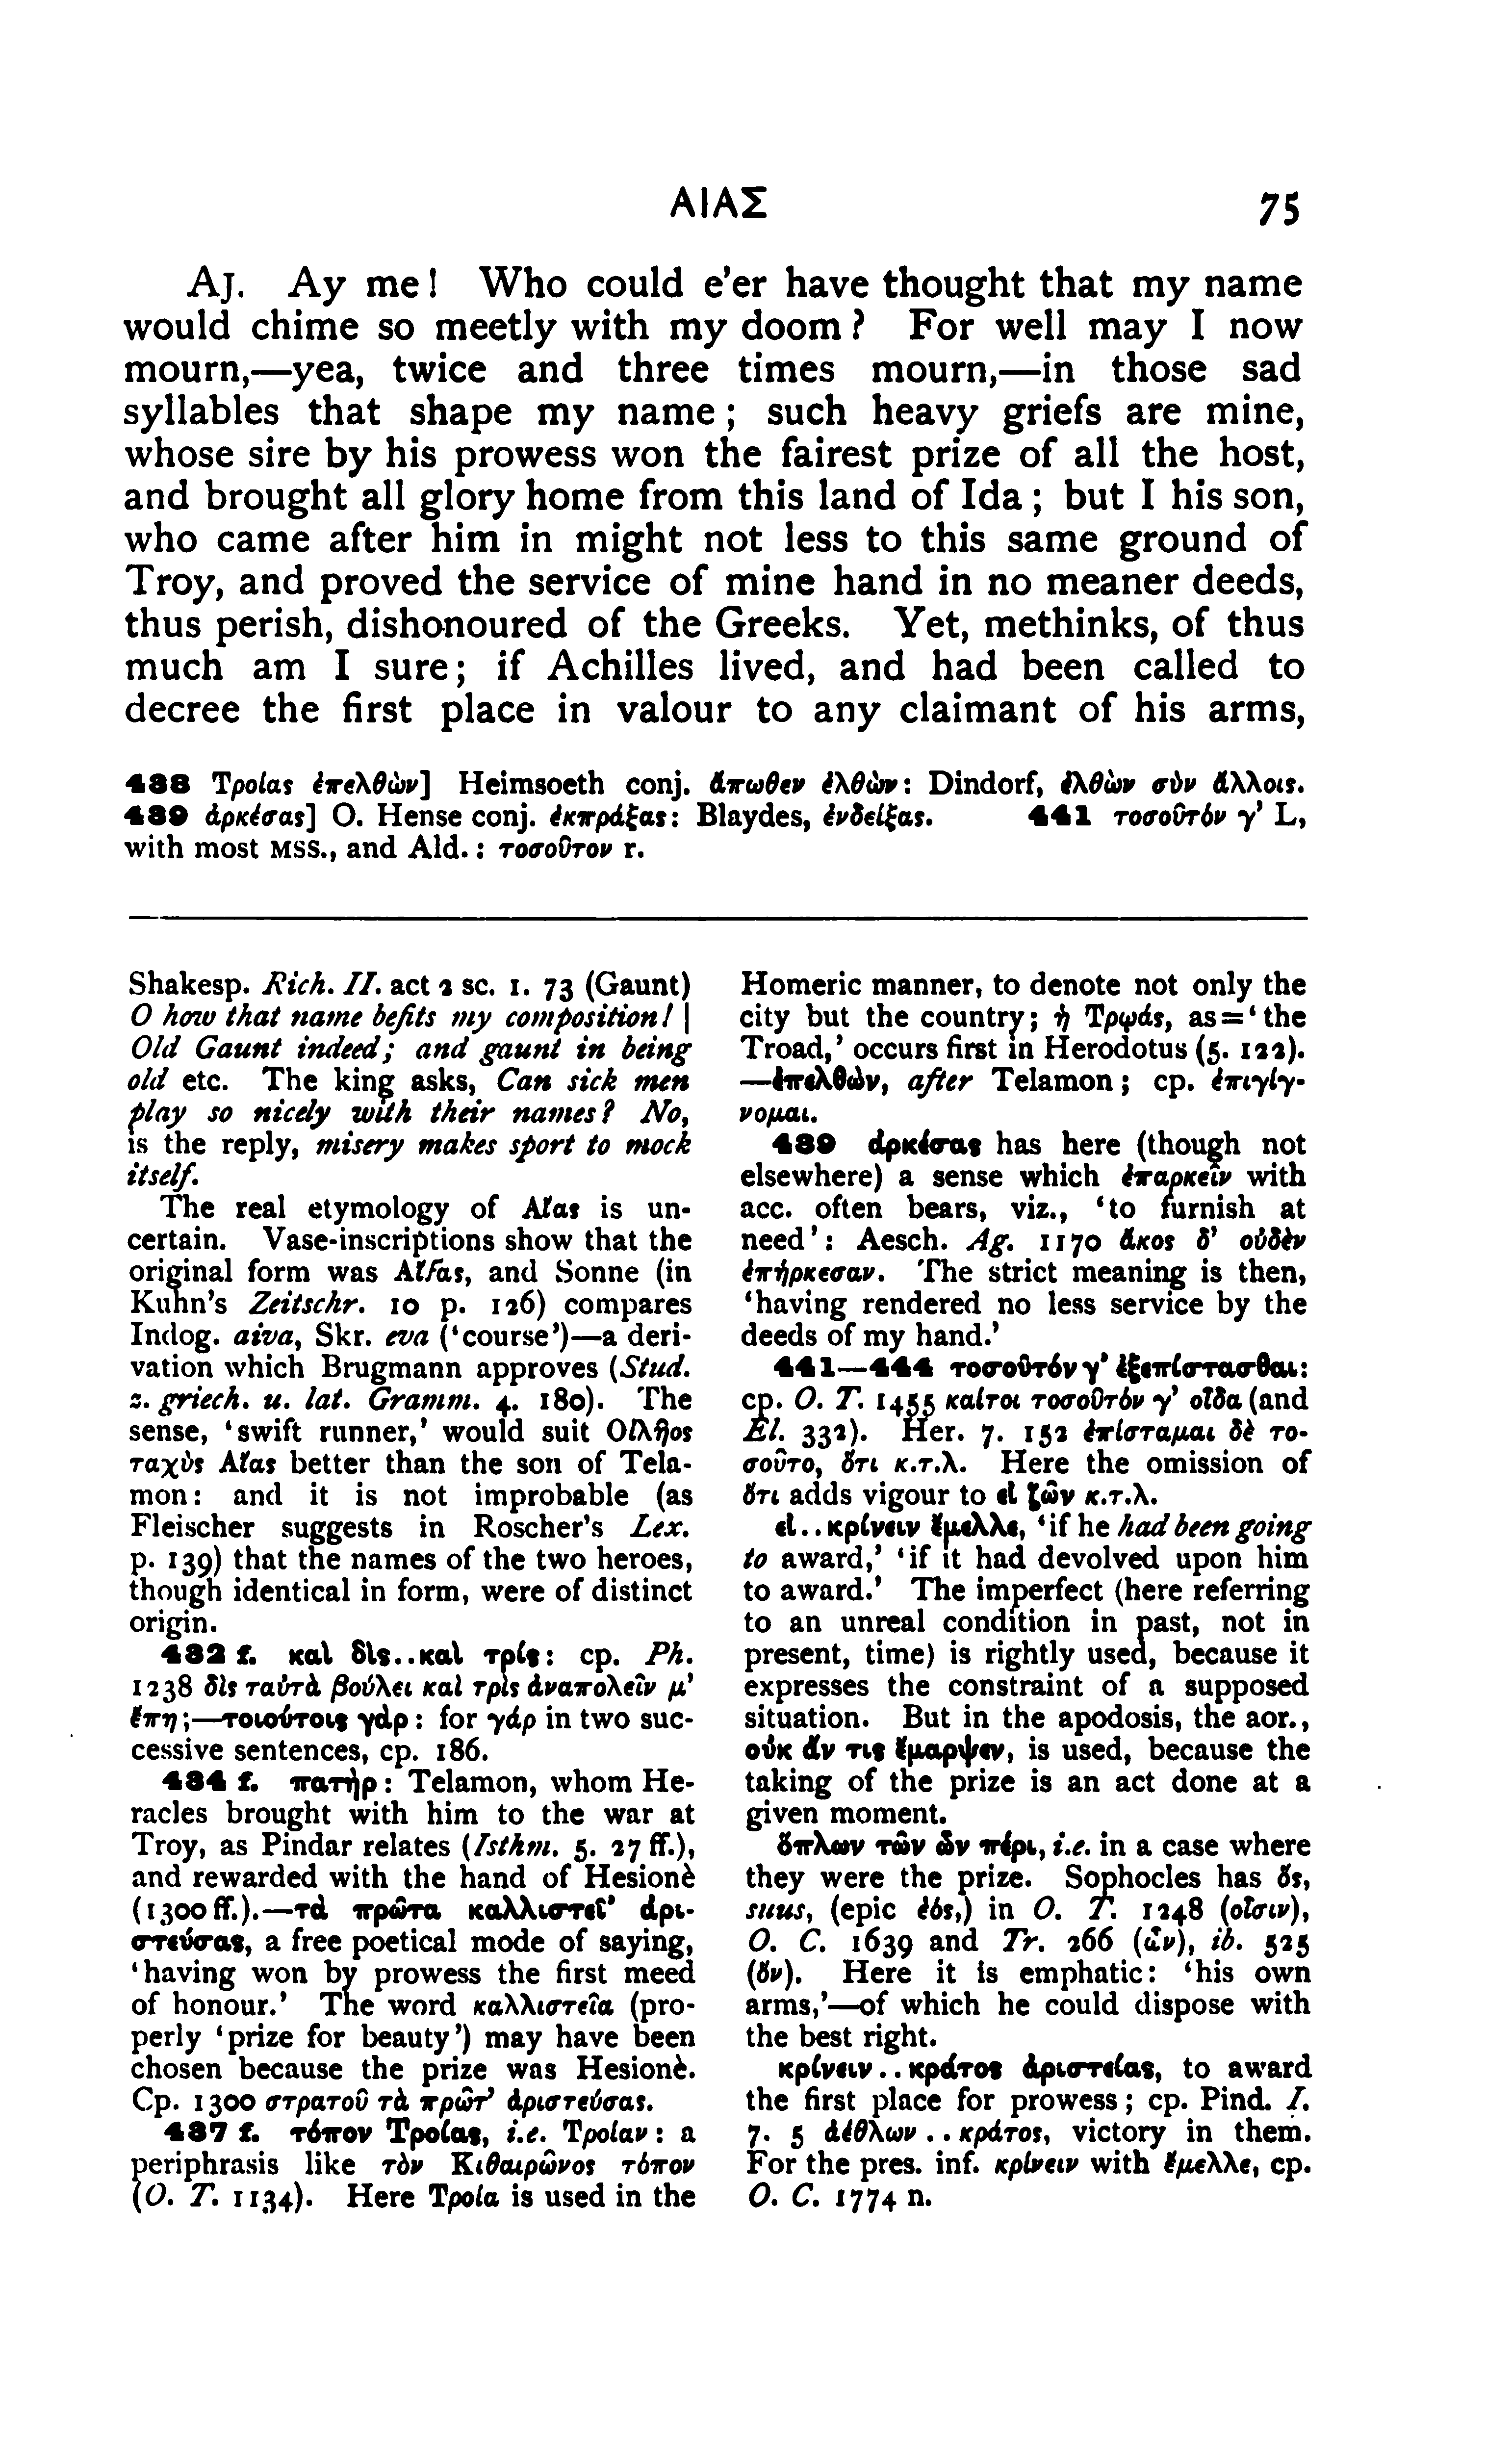 ΑΙΑΣ 75
AJ. Ay me! Who could e'er have thought that my name
would chime so meetly with my doom? For well may I now
mourn,—yea, twice and three times mourn,—in those sad
syllables that shape my name; such heavy griefs are mine,
whose sire by his prowess won the fairest prize of all the host,
and brought all glory home from this land of Ida; but I his son,
who came after him in might not less to this same ground of
Troy, and proved the service of mine hand in no meaner deeds,
thus perish, dishonoured of the Greeks. Yet, methinks, of thus
much am I sure; if Achilles lived, and had been called to
decree the first place in valour to any claimant of his arms,
438 Τροίας ἐπελθὼν] Heimsoeth conj. ἄπωθεν ἐλθὼν: Dindorf, ἐλθὼν σὺν ἄλλοις.
439 ἀρκέσας] O. Hense conj. ἐκπράξας: Blaydes, ἐνδείξας. 441 τοσοῦτόν γ' L,
with most MSS., and Ald.: τοσοῦτον r.
Shakesp. Rich. II. act 2 sc. 1. 73 (Gaunt)
O how that name befits my composition! |
Old Gaunt indeed; and gaunt in being
old etc. The king asks, Can sick men
play so nicely with their names? No,
is the reply, misery makes sport to mock
itself.
The real etymology of Αἴας is un-
certain. Vase-inscriptions show that the
original form was Αἴϝας, and Sonne (in
Kuhn's Zeitschr. 10 p. 126) compares
Indog. aiva, Skr. eva ('course')—a deri-
vation which Brugmann approves (Stud.
z. griech. u. lat. Gramm. 4. 180). The
sense, 'swift runner,' would suit Ὀϊλῆος
ταχὺς Αἴας better than the son of Tela-
mon: and it is not improbable (as
Fleischer suggests in Roscher's Lex.
p. 139) that the names of the two heroes,
though identical in form, were of distinct
origin.
432 f. καὶ δὶς..καὶ τρίς: cp. Ph.
1238 δὶς ταὐτὰ βούλει καὶ τρὶς ἀναπολεῖν μ'
ἔπη;—τοιούτοις γὰρ: for γάρ in two suc-
cessive sentences, cp. 186.
434 f. πατὴρ: Telamon, whom He-
racles brought with him to the war at
Troy, as Pindar relates (Isthm. 5. 27 ff.),
and rewarded with the hand of Hesionè
(1300 ff.).—τὰ πρῶτα καλλιστεῖ' ἀρι-
στεύσας, a free poetical mode of saying,
'having won by prowess the first meed
of honour.' The word καλλιστεῖα (pro-
perly 'prize for beauty') may have been
chosen because the prize was Hesionè.
Cp. 1300 στρατοῦ τὰ πρῶτ' ἀριστεύσας.
437 f. τόπον Τροίας, i.e. Τροίαν: a
periphrasis like τὸν Κιθαιρῶνος τόπον
(O. T. 1134). Here Τροία is used in the
Homeric manner, to denote not only the
city but the country; ἡ Τρῳάς, as='the
Troad,' occurs first in Herodotus (5. 122).
—ἐπελθὼν, after Telamon; cp. ἐπιγίγ-
νομαι.
439 ἀρκέσας has here (though not
elsewhere) a sense which ἐπαρκεῖν with
acc. often bears, viz., 'to furnish at
need': Aesch. Ag. 1170 ἄκος δ' οὐδὲν
ἐπήρκεσαν. The strict meaning is then,
'having rendered no less service by the
deeds of my hand.'
441—444 τοσοῦτόν γ' ἐξεπίστασθαι:
cp. O. T. 1455 καίτοι τοσοῦτόν γ' οἶδα (and
El. 332). Her. 7. 152 ἐπίσταμαι δὲ το-
σοῦτο, ὅτι κ.τ.λ. Here the omission of
ὅτι adds vigour to εἰ ζῶν κ.τ.λ.
εἰ..κρίνειν ἔμελλε, 'if he had been going
to award,' 'if it had devolved upon him
to award.' The imperfect (here referring
to an unreal condition in past, not in
present, time) is rightly used, because it
expresses the constraint of a supposed
situation. But in the apodosis, the aor.,
οὐκ ἄν τις ἔμαρψεν, is used, because the
taking of the prize is an act done at a
given moment.
ὅπλων τῶν ὧν πέρι, i.e. in a case where
they were the prize. Sophocles has ὅς,
suus, (epic ἑός,) in O. T. 1248 (οἷσιν),
O. C. 1639 and Tr. 266 (ὧν), ib. 525
(ὅν). Here it is emphatic: 'his own
arms,'—of which he could dispose with
the best right.
κρίνειν..κράτος ἀριστείας, to award
the first place for prowess; cp. Pind. I.
7. 5 ἀέθλων..κράτος, victory in them.
For the pres. inf. κρίνειν with ἔμελλε, cp.
O. C. 1774 n.